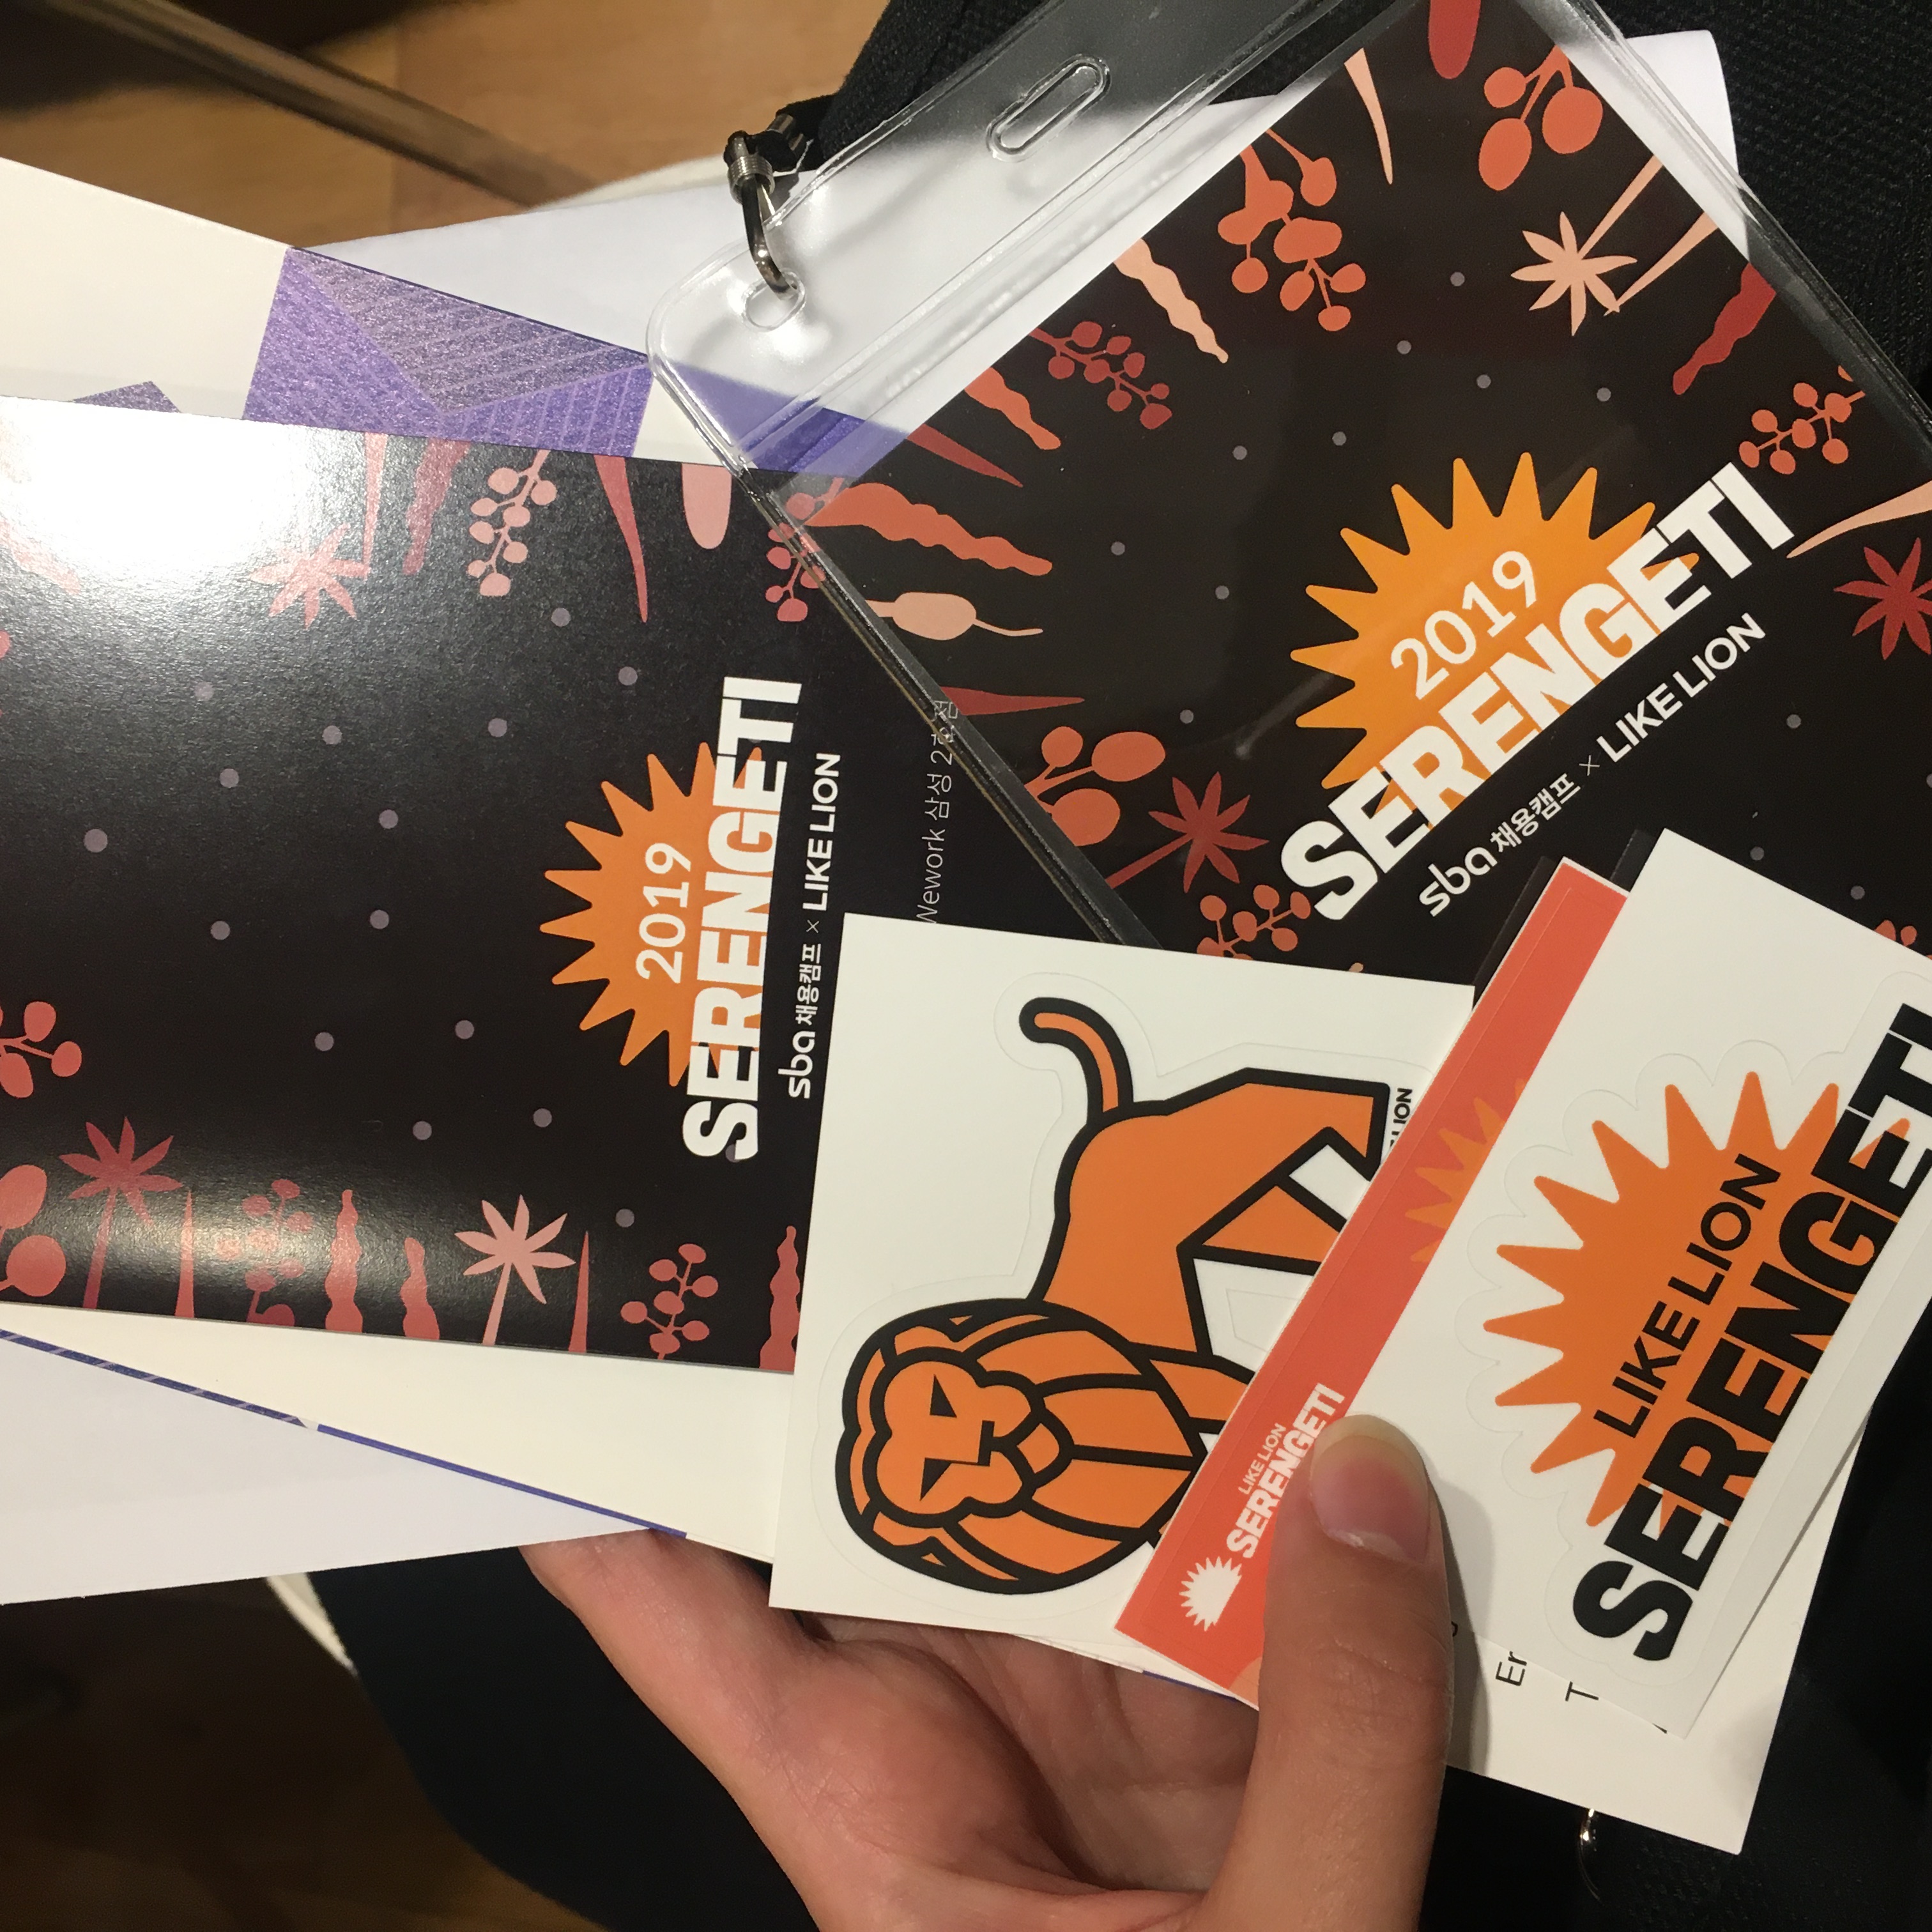 2019
SERENGETI
sba 채용캠프 × LIKE LION
Wework 삼성 2호점
LION
LIKE LION
SERENGETI
2019
SERENGETI
sba 채용캠프 × LIKE LION
Er
T
LIKE LION
SERENGETI